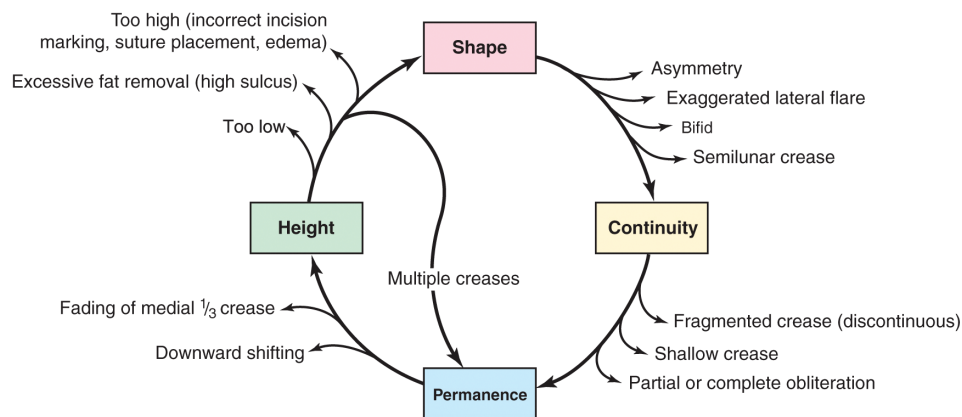 Too high (incorrect incision
marking, suture placement, edema)
Shape
Excessive fat removal (high sulcus)
Asymmetry
Exaggerated lateral flare
Too low
Bifid
Semilunar crease
Height
Continuity
Multiple creases
Fading of medial 1/3 crease
Fragmented crease (discontinuous)
Downward shifting
Shallow crease
Partial or complete obliteration
Permanence